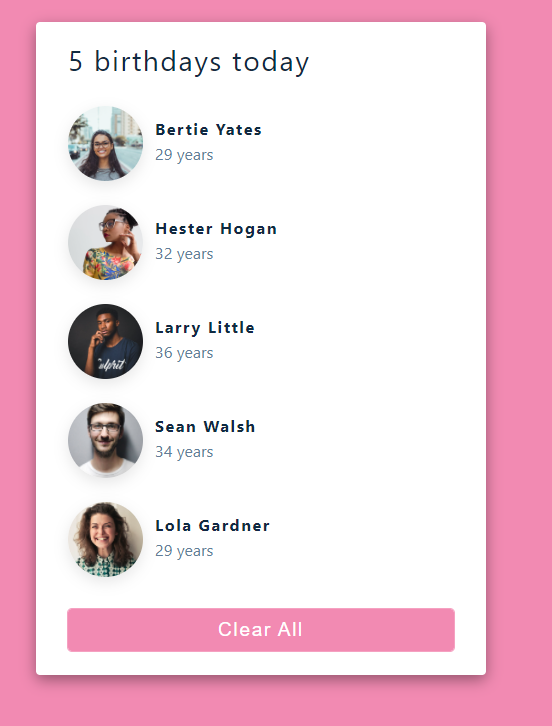 5 birthdays today
Bertie Yates
29 years
Hester Hogan
32 years
Larry Little
36 years
Sean Walsh
34 years
Lola Gardner
29 years
Clear All